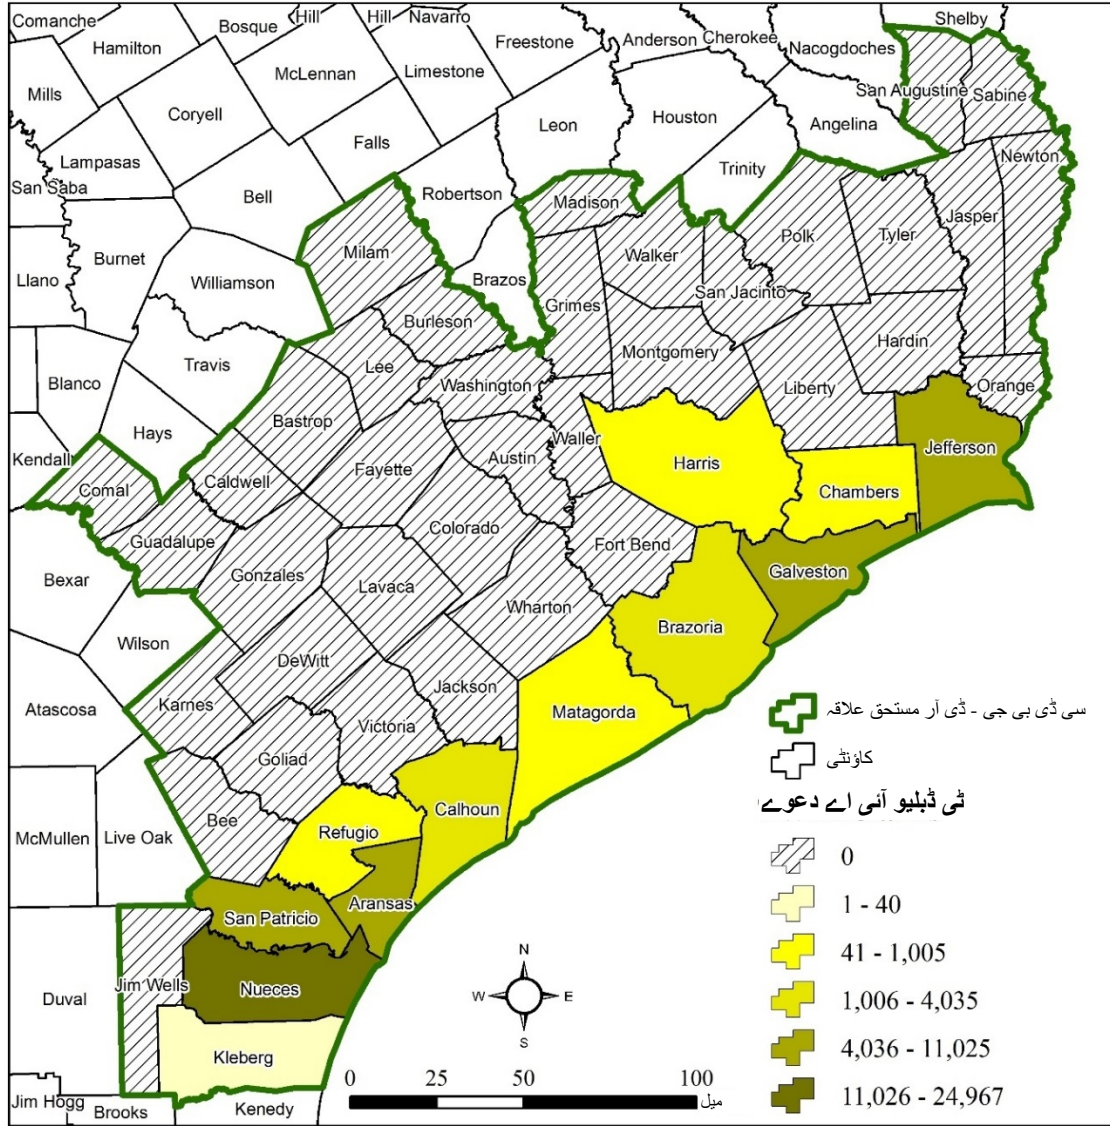 Comanche
Bosque
Hill
Hill
Navarro
Shelby
Hamilton
Freestone
Anderson
Cherokee
Nacogdoches
McLennan
Limestone
San Augustine
Sabine
Mills
Coryell
Leon
Houston
Angelina
Falls
Lampasas
Trinity
Newton
San Saba
Bell
Robertson
Madison
Jasper
Milam
Polk
Tyler
Burnet
Walker
Llano
Williamson
Brazos
San Jacinto
Grimes
Burleson
Hardin
Montgomery
Travis
Lee
Washington
Blanco
Liberty
Orange
Bastrop
Hays
Waller
Jefferson
Kendall
Austin
Harris
Fayette
Comal
Caldwell
Chambers
Colorado
Guadalupe
Fort Bend
Galveston
Bexar
Gonzales
Lavaca
Wharton
Brazoria
Wilson
DeWitt
Jackson
Karnes
Atascosa
Matagorda
Victoria
Goliad
Calhoun
Bee
McMullen
Live Oak
Refugio
Aransas
San Patricio
Duval
Jim Wells
Nueces
Kleberg
Jim Hogg
Brooks
Kenedy
سی ڈی بی جی - ڈی آر مستحق علاقہ
کاؤنٹی
ٹی ڈبلیو آئی اے دعوے
0
1 - 40
41 - 1,005
1,006 - 4,035
4,036 - 11,025
11,026 - 24,967
N
W
E
S
0 25 50 100
میل